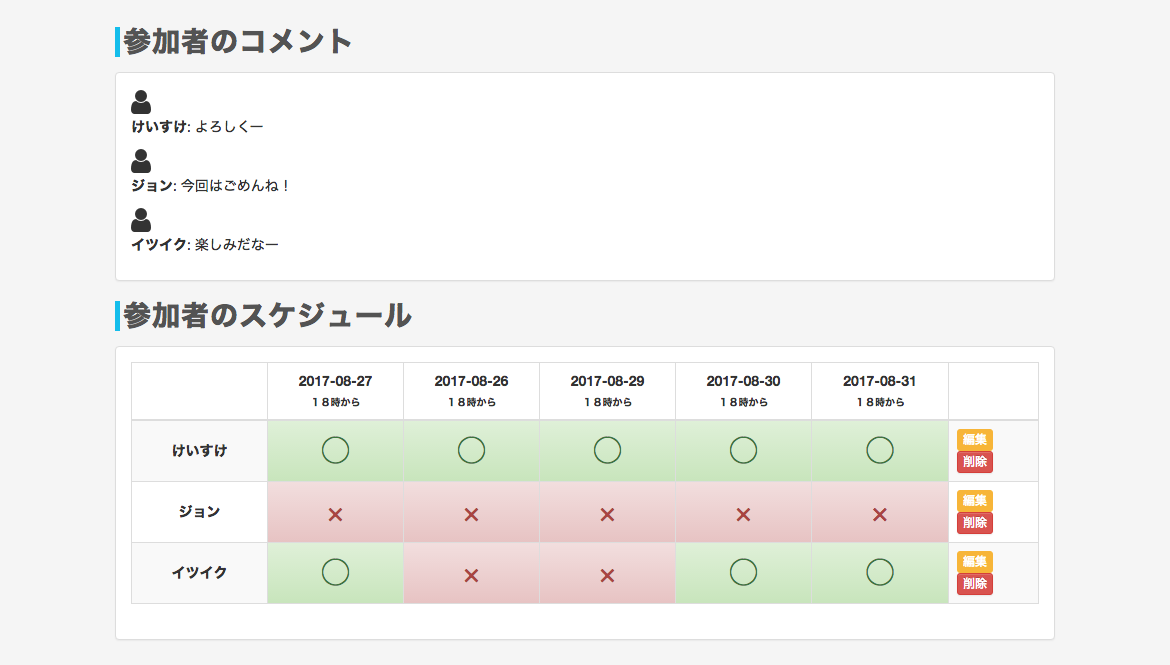 参加者のコメント
けいすけ: よろしくー
ジョン: 今回はごめんね！
イツイク: 楽しみだなー
参加者のスケジュール
2017-08-27 2017-08-26 2017-08-29 2017-08-30 2017-08-31
１８時から １８時から １８時から １８時から １８時から
けいすけ ◯ ◯ ◯ ◯ ◯ 編集
削除
ジョン × × × × × 編集
削除
イツイク ◯ × × ◯ ◯ 編集
削除